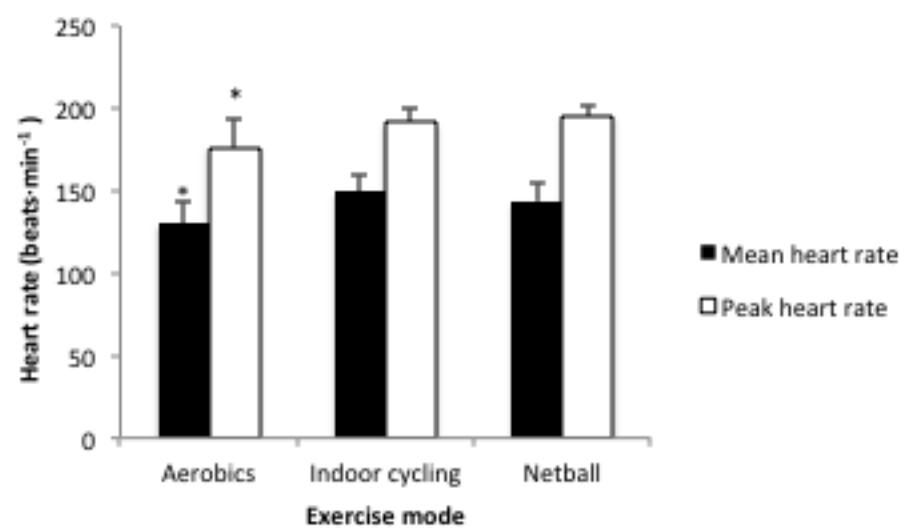 250
200
150
100
50
0
Heart rate (beats·min⁻¹ )
*
*
Aerobics
Indoor cycling
Netball
Exercise mode
Mean heart rate
Peak heart rate